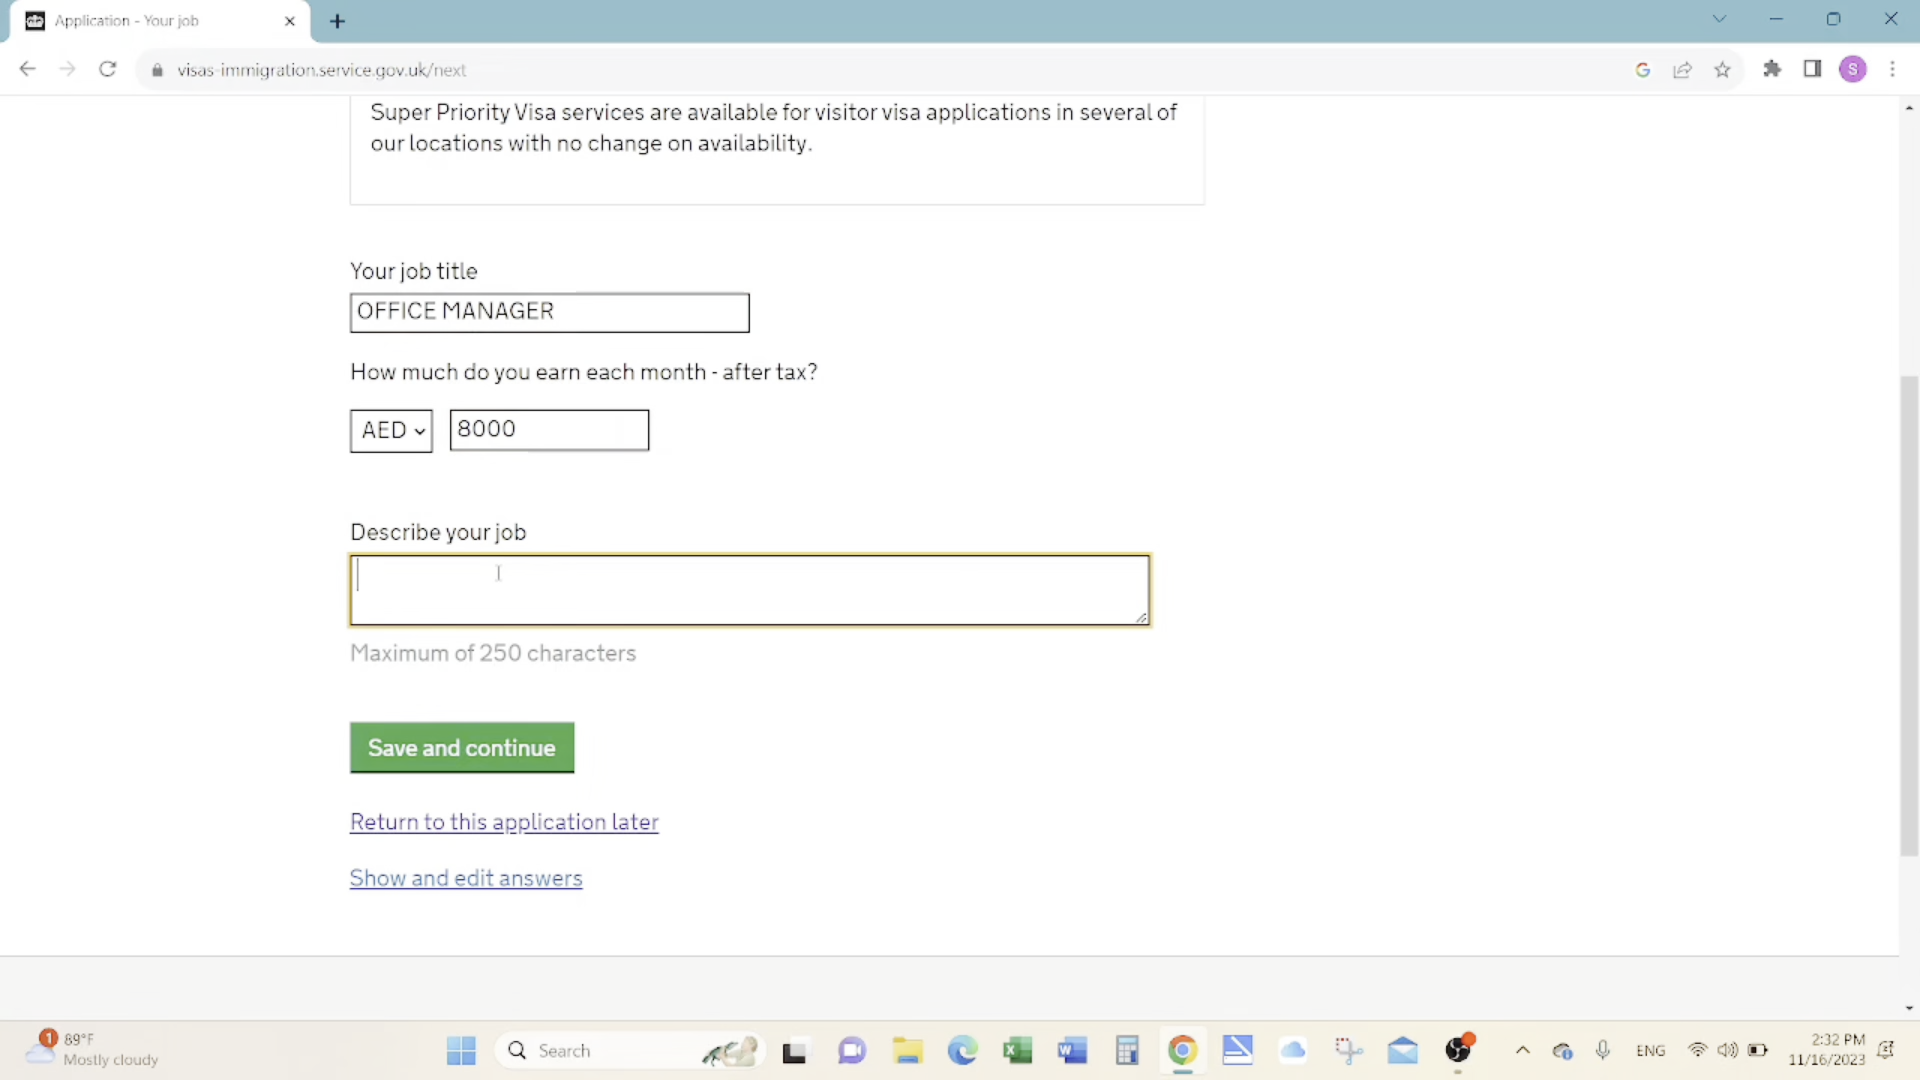 Application - Your job
visas-immigration.service.gov.uk/next
S
Super Priority Visa services are available for visitor visa applications in several of
our locations with no change on availability.
Your job title
OFFICE MANAGER
How much do you earn each month - after tax?
AED
8000
Describe your job
Maximum of 250 characters
Save and continue
Return to this application later
Show and edit answers
1
89°F
Mostly cloudy
Search
ENG
2:32 PM
11/16/2023